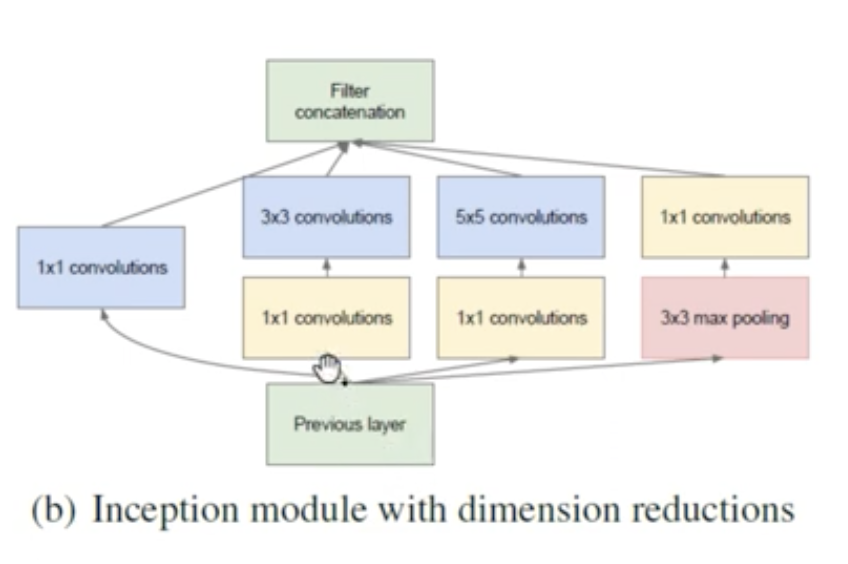 Filter
concatenation
3x3 convolutions
5x5 convolutions
1x1 convolutions
1x1 convolutions
1x1 convolutions
1x1 convolutions
3x3 max pooling
Previous layer
(b) Inception module with dimension reductions